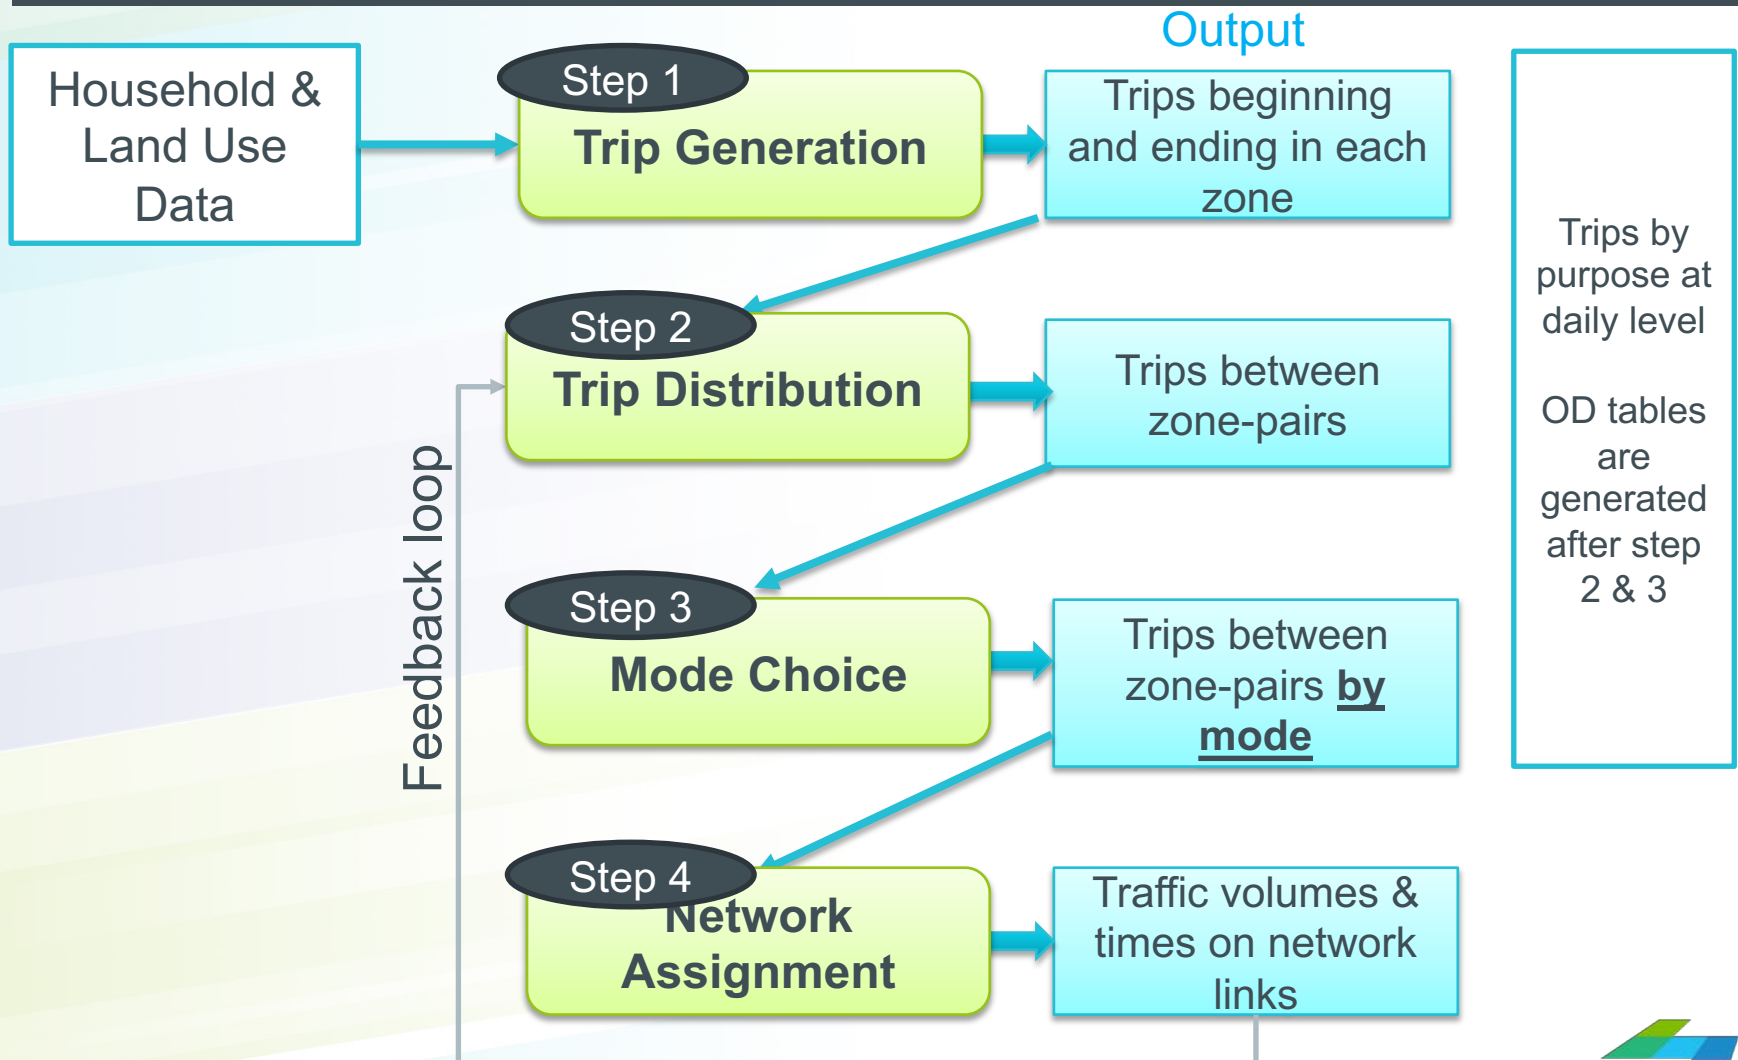 Output
Household &
Land Use
Data
Step 1
Trip Generation
Trips beginning
and ending in each
zone
Step 2
Trip Distribution
Trips between
zone-pairs
Step 3
Mode Choice
Trips between
zone-pairs by
mode
Step 4
Network
Assignment
Traffic volumes &
times on network
links
Feedback loop
Trips by
purpose at
daily level
OD tables
are
generated
after step
2 & 3